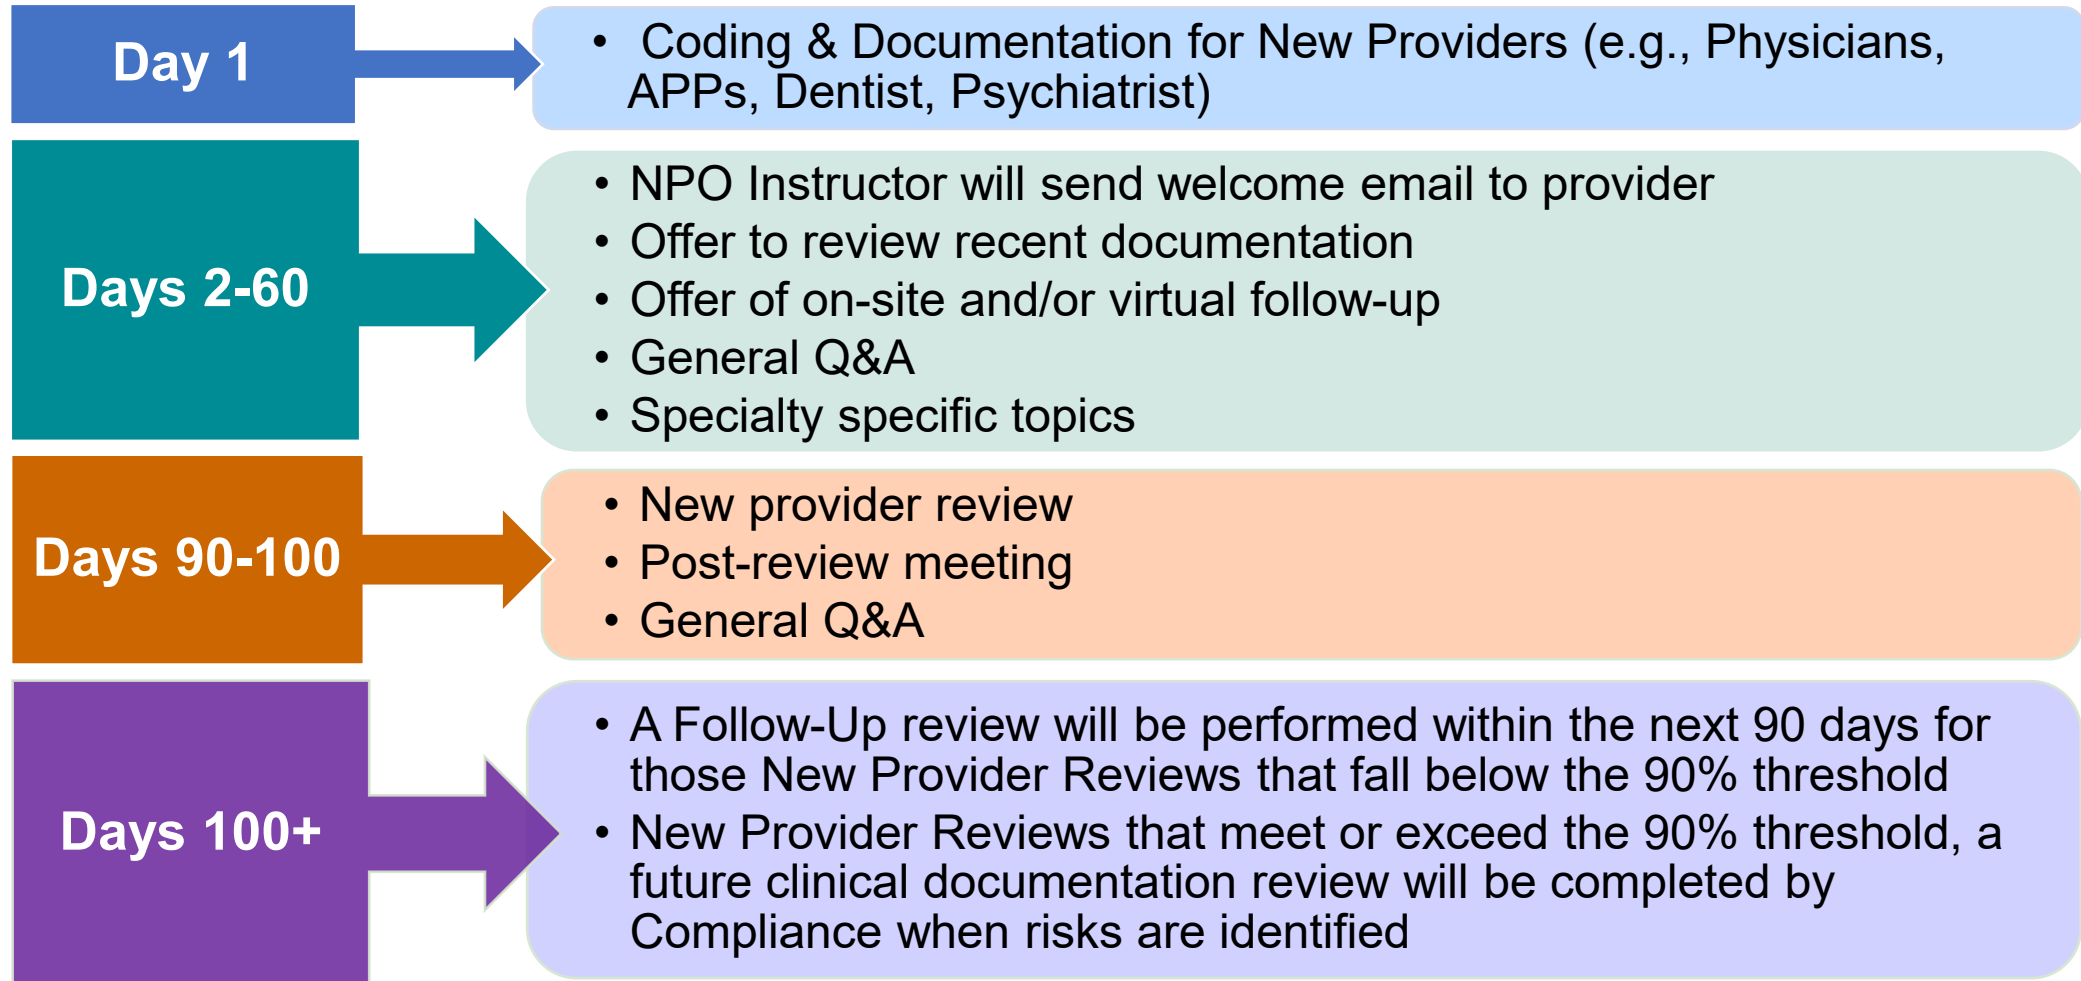 Day 1
• Coding & Documentation for New Providers (e.g., Physicians,
APPs, Dentist, Psychiatrist)
Days 2-60
• NPO Instructor will send welcome email to provider
• Offer to review recent documentation
• Offer of on-site and/or virtual follow-up
• General Q&A
• Specialty specific topics
Days 90-100
• New provider review
• Post-review meeting
• General Q&A
Days 100+
• A Follow-Up review will be performed within the next 90 days for
those New Provider Reviews that fall below the 90% threshold
• New Provider Reviews that meet or exceed the 90% threshold, a
future clinical documentation review will be completed by
Compliance when risks are identified